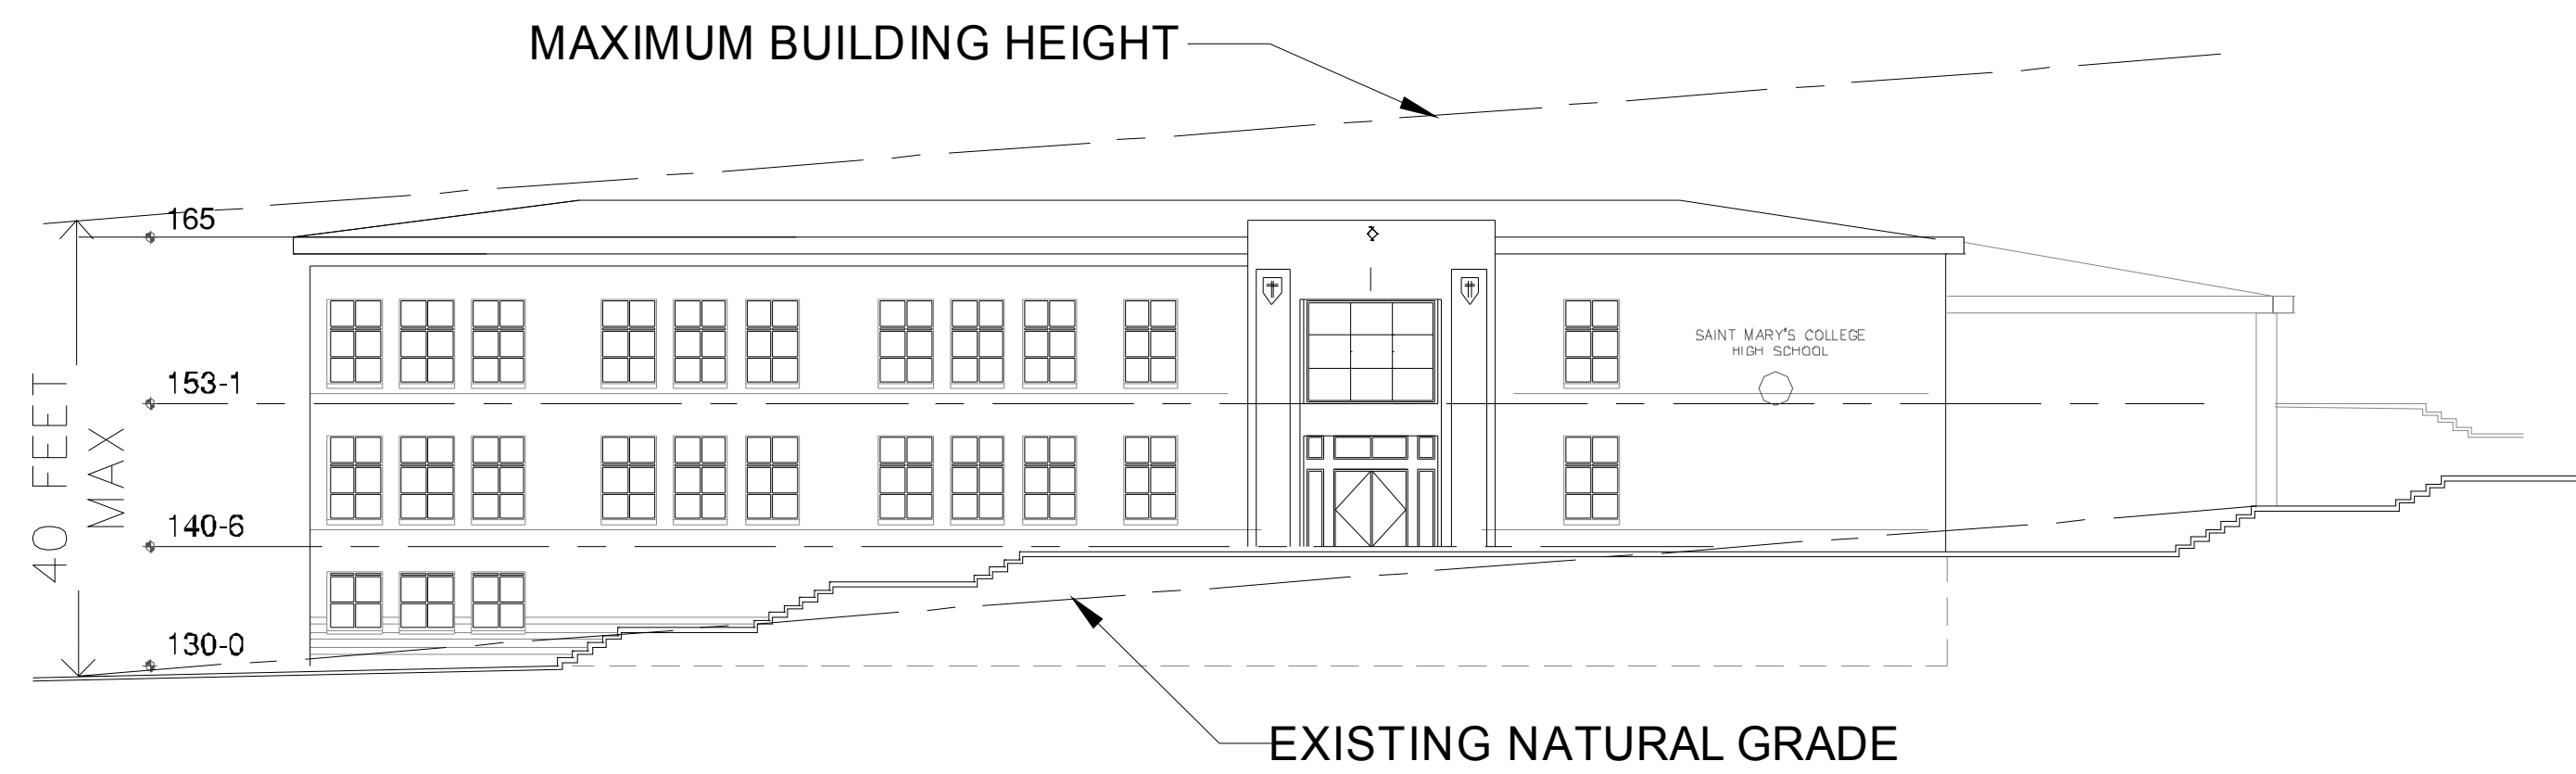 MAXIMUM BUILDING HEIGHT
165
SAINT MARY'S COLLEGE
HIGH SCHOOL
153-1
40 FEET
MAX
140-6
130-0
EXISTING NATURAL GRADE